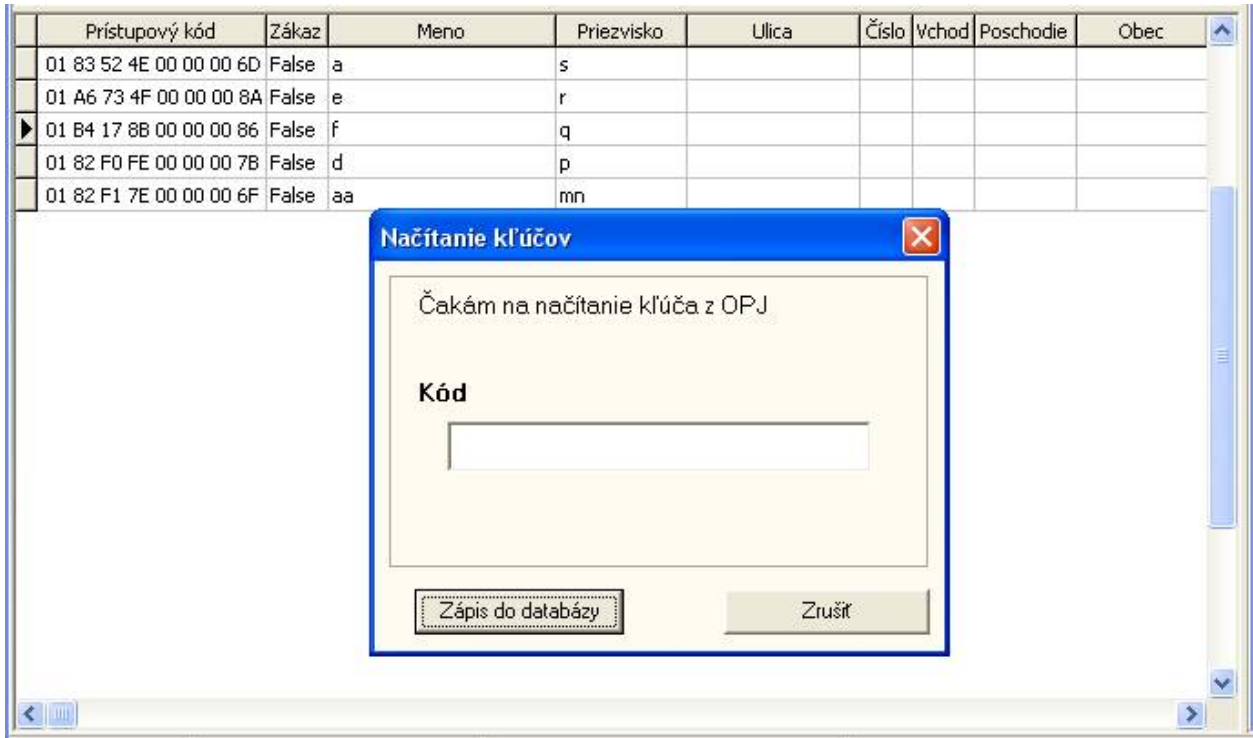 Prístupový kód Zákaz Meno Priezvisko Ulica Číslo Vchod Poschodie Obec
01 83 52 4E 00 00 00 6D False a s
01 A6 73 4F 00 00 00 8A False e r
01 B4 17 8B 00 00 00 86 False f q
01 82 F0 FE 00 00 00 7B False d p
01 82 F1 7E 00 00 00 6F False aa mn
Načítanie kľúčov
Čakám na načítanie kľúča z OPJ
Kód
Zápis do databázy Zrušiť